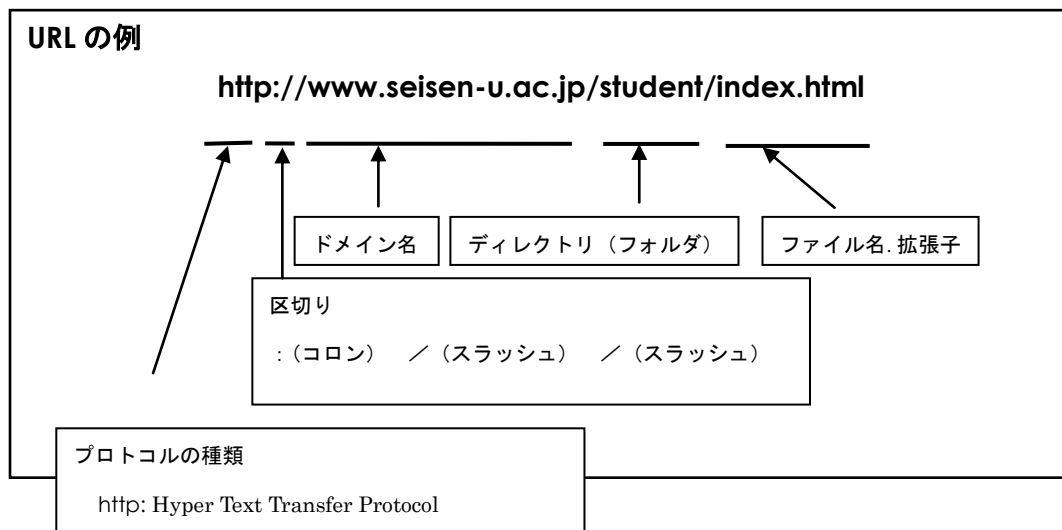 URL の例
http://www.seisen-u.ac.jp/student/index.html
ドメイン名
ディレクトリ（フォルダ）
ファイル名.拡張子
区切り
:（コロン）　／（スラッシュ）　／（スラッシュ）
プロトコルの種類
http: Hyper Text Transfer Protocol